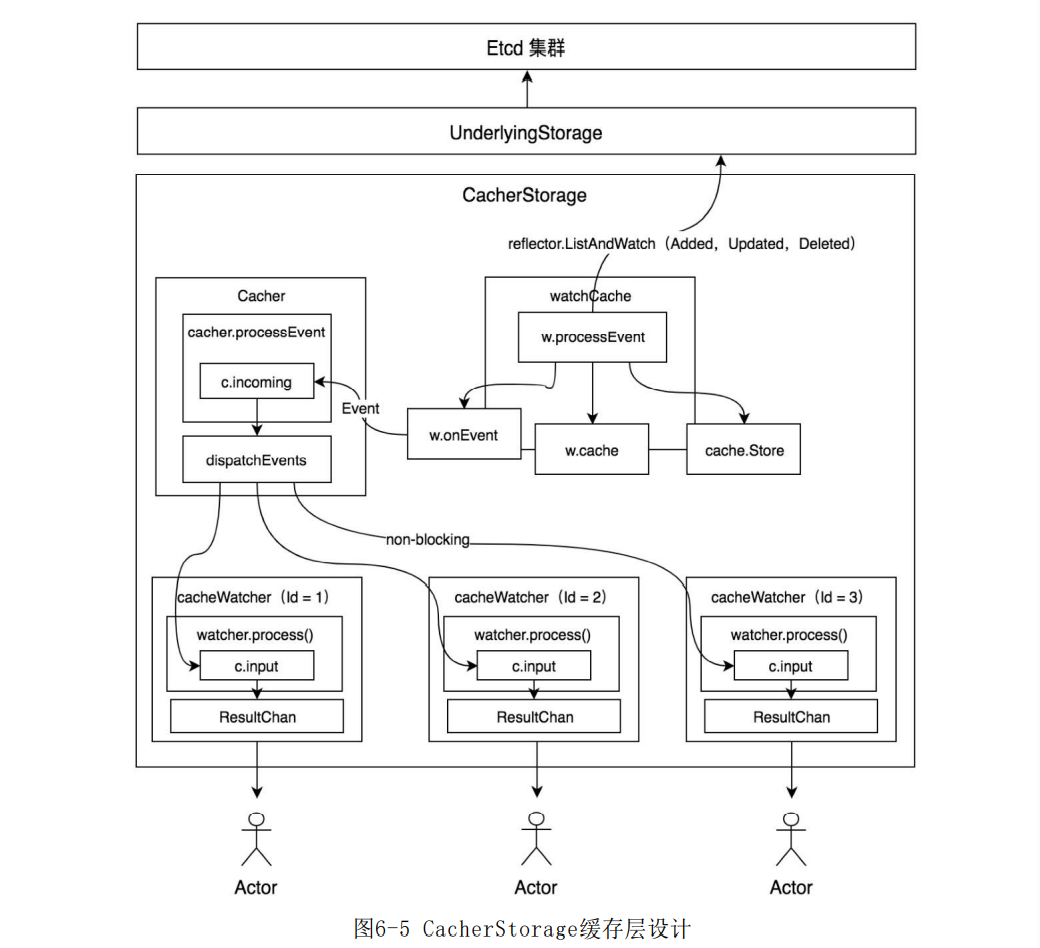 Etcd 集群
UnderlyingStorage
CacherStorage
reflector.ListAndWatch（Added，Updated，Deleted）
Cacher
watchCache
cacher.processEvent
w.processEvent
c.incoming
Event
w.onEvent
w.cache
cache.Store
dispatchEvents
non-blocking
cacheWatcher（Id = 1）
cacheWatcher（Id = 2）
cacheWatcher（Id = 3）
watcher.process()
watcher.process()
watcher.process()
c.input
c.input
c.input
ResultChan
ResultChan
ResultChan
Actor
Actor
Actor
图6-5 CacherStorage缓存层设计